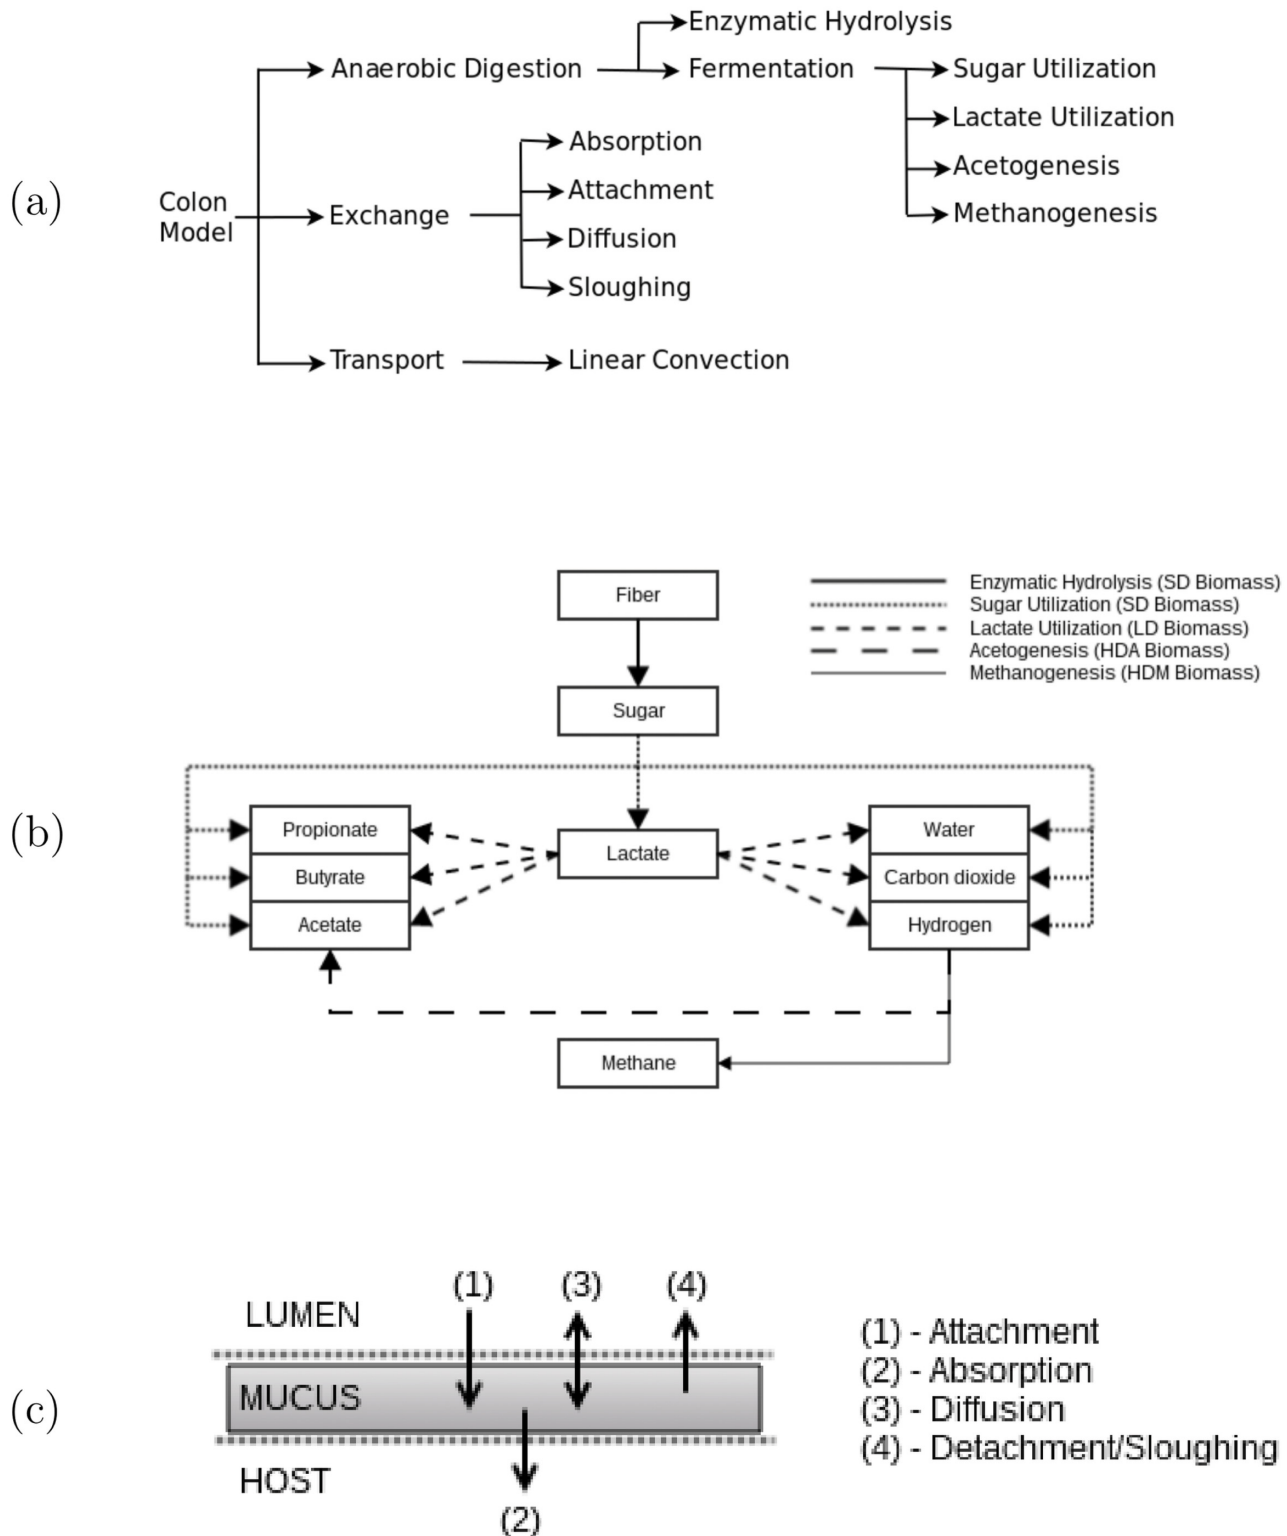 (a)
Colon
Model
Anaerobic Digestion
Enzymatic Hydrolysis
Fermentation
Sugar Utilization
Lactate Utilization
Acetogenesis
Methanogenesis
Exchange
Absorption
Attachment
Diffusion
Sloughing
Transport
Linear Convection
(b)
Fiber
Sugar
Enzymatic Hydrolysis (SD Biomass)
Sugar Utilization (SD Biomass)
Lactate Utilization (LD Biomass)
Acetogenesis (HDA Biomass)
Methanogenesis (HDM Biomass)
Propionate
Butyrate
Acetate
Lactate
Water
Carbon dioxide
Hydrogen
Methane
(c)
(1)
(3)
(4)
LUMEN
MUCUS
HOST
(2)
(1) - Attachment
(2) - Absorption
(3) - Diffusion
(4) - Detachment/Sloughing